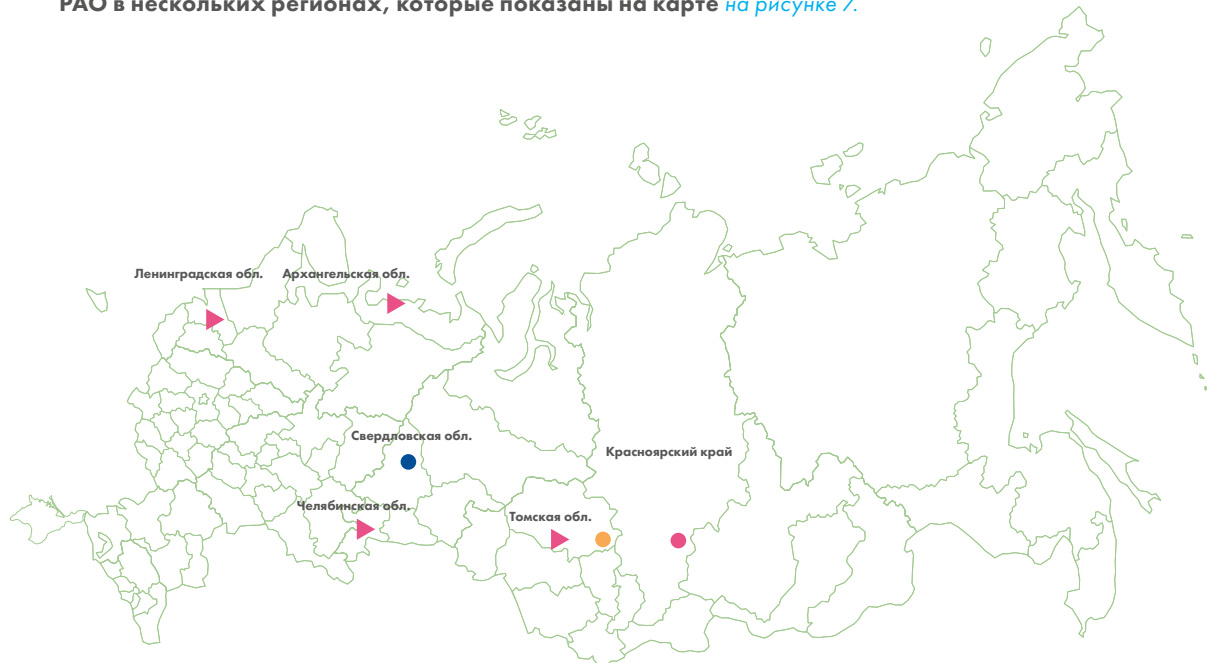 РАО в нескольких регионах, которые показаны на карте на рисунке 7.
Ленинградская обл.
Архангельская обл.
Свердловская обл.
Красноярский край
Челябинская обл.
Томская обл.